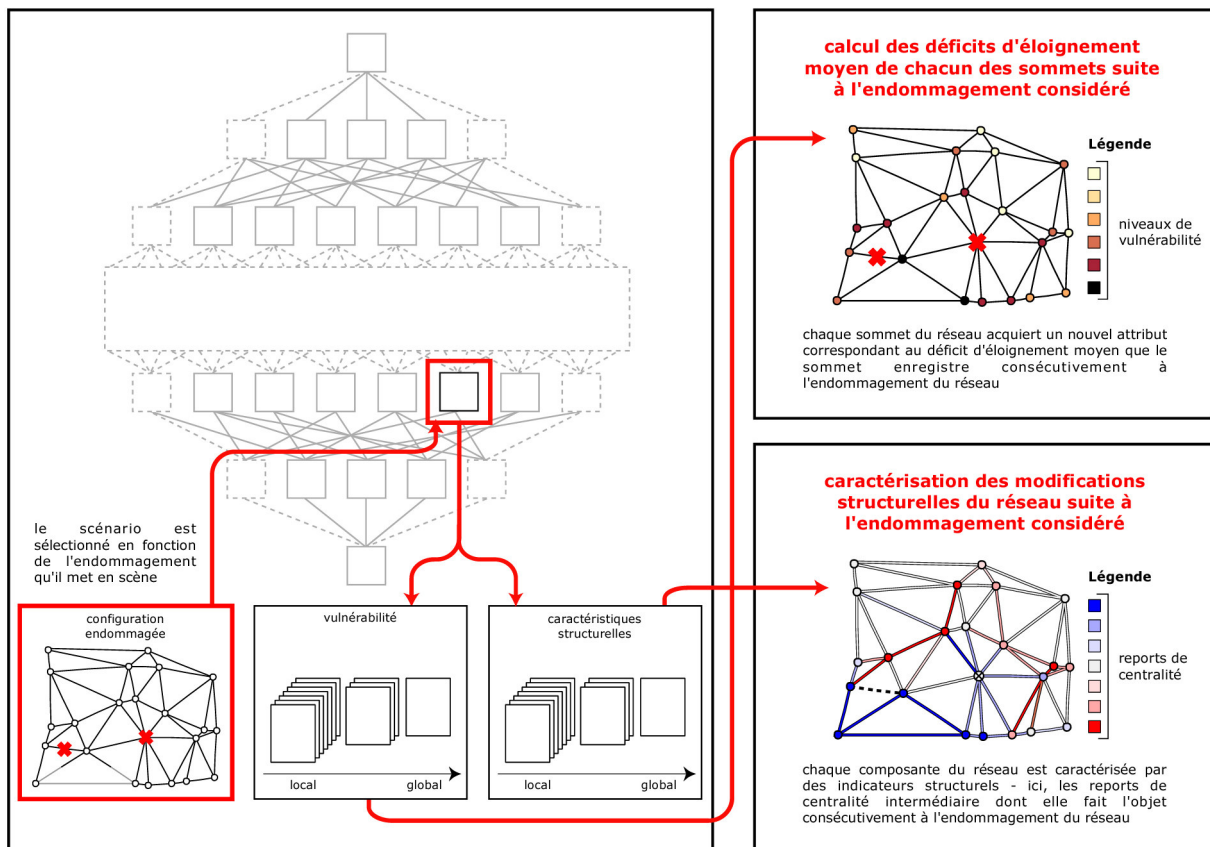 le scénario est
sélectionné en fonction
de l'endommagement
qu'il met en scène
configuration
endommagée
vulnérabilité
local
global
caractéristiques
structurelles
local
global
calcul des déficits d'éloignement
moyen de chacun des sommets suite
à l'endommagement considéré
Légende
niveaux de
vulnérabilité
chaque sommet du réseau acquiert un nouvel attribut
correspondant au déficit d'éloignement moyen que le
sommet enregistre consécutivement à
l'endommagement du réseau
caractérisation des modifications
structurelles du réseau suite à
l'endommagement considéré
Légende
reports de
centralité
chaque composante du réseau est caractérisée par
des indicateurs structurels - ici, les reports de
centralité intermédiaire dont elle fait l'objet
consécutivement à l'endommagement du réseau